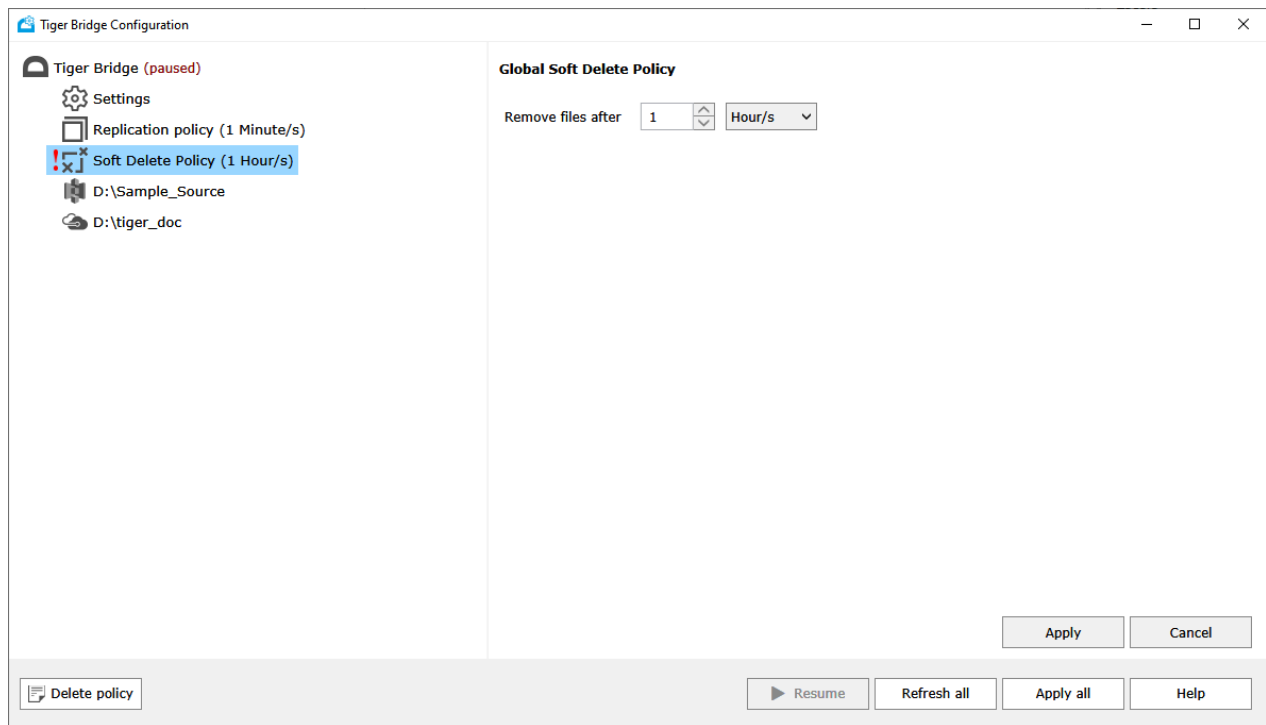 Tiger Bridge Configuration
Tiger Bridge (paused)
Settings
Replication policy (1 Minute/s)
Soft Delete Policy (1 Hour/s)
D:\Sample_Source
D:\tiger_doc
Global Soft Delete Policy
Remove files after 1 Hour/s
Apply Cancel
Delete policy Resume Refresh all Apply all Help